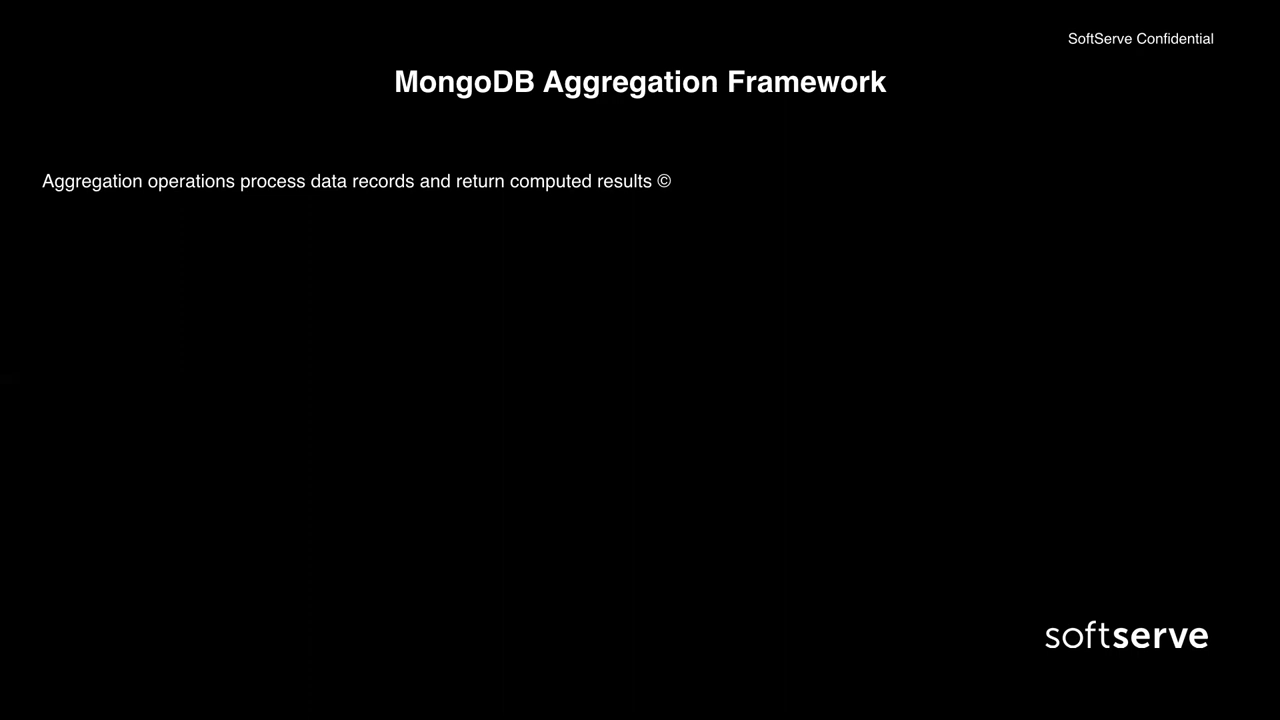 SoftServe Confidential
MongoDB Aggregation Framework
Aggregation operations process data records and return computed results ©
softserve